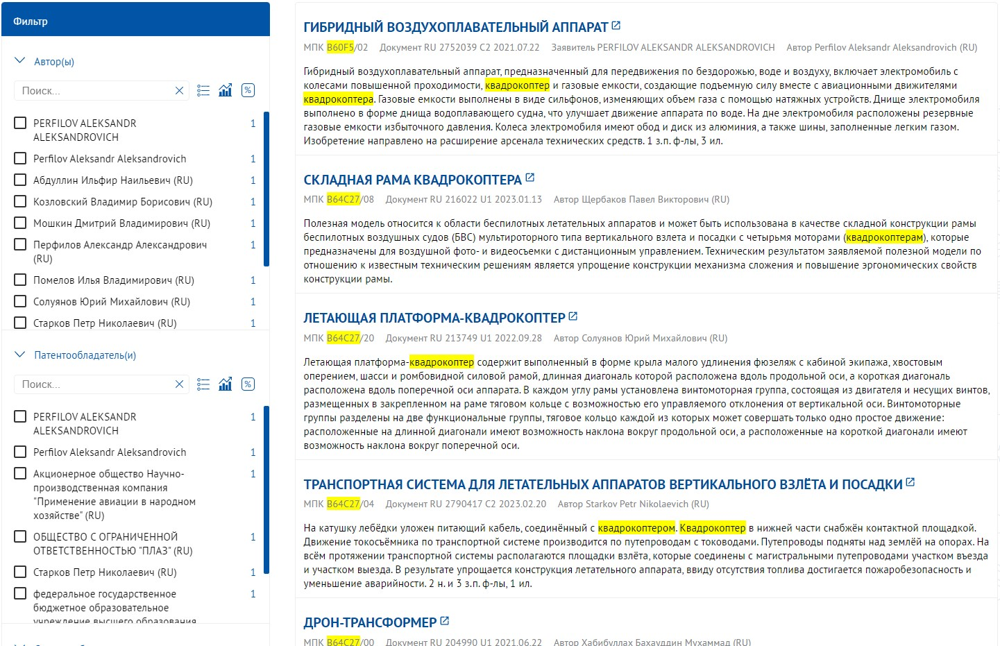 Фильтр
Автор(ы)
Поиск...
PERFILOV ALEKSANDR 1
ALEKSANDROVICH
Perfilov Aleksandr Aleksandrovich 1
Абдуллин Ильфир Наильевич (RU) 1
Козловский Владимир Борисович (RU) 1
Мошкин Дмитрий Владимирович (RU) 1
Перфилов Александр Александрович 1
(RU)
Помелов Илья Владимирович (RU) 1
Солуянов Юрий Михайлович (RU) 1
Старков Петр Николаевич (RU) 1
Патентообладатель(и)
Поиск...
PERFILOV ALEKSANDR 1
ALEKSANDROVICH
Perfilov Aleksandr Aleksandrovich 1
Акционерное общество Научно- 1
производственная компания
"Применение авиации в народном
хозяйстве" (RU)
ОБЩЕСТВО С ОГРАНИЧЕННОЙ 1
ОТВЕТСТВЕННОСТЬЮ "ПЛАЗ" (RU)
Старков Петр Николаевич (RU) 1
федеральное государственное 1
бюджетное образовательное
учреждение высшего образования
ГИБРИДНЫЙ ВОЗДУХОПЛАВАТЕЛЬНЫЙ АППАРАТ
МПК B60F5/02 Документ RU 2752039 C2 2021.07.22 Заявитель PERFILOV ALEKSANDR ALEKSANDROVICH Автор Perfilov Aleksandr Aleksandrovich (RU)
Гибридный воздухоплавательный аппарат, предназначенный для передвижения по бездорожью, воде и воздуху, включает электромобиль с
колесами повышенной проходимости, квадрокоптер и газовые емкости, создающие подъемную силу вместе с авиационными движителями
квадрокоптера. Газовые емкости выполнены в виде сильфонов, изменяющих объем газа с помощью натяжных устройств. Днище электромобиля
выполнено в форме днища водоплавающего судна, что улучшает движение аппарата по воде. На дне электромобиля расположены резервные
газовые емкости избыточного давления. Колеса электромобиля имеют обод и диск из алюминия, а также шины, заполненные легким газом.
Изобретение направлено на расширение арсенала технических средств. 1 з.п. ф-лы, 3 ил.
СКЛАДНАЯ РАМА КВАДРОКОПТЕРА
МПК B64C27/08 Документ RU 216022 U1 2023.01.13 Автор Щербаков Павел Викторович (RU)
Полезная модель относится к области беспилотных летательных аппаратов и может быть использована в качестве складной конструкции рамы
беспилотных воздушных судов (БВС) мультироторного типа вертикального взлета и посадки с четырьмя моторами (квадрокоптерам), которые
предназначены для воздушной фото- и видеосъемки с дистанционным управлением. Техническим результатом заявляемой полезной модели по
отношению к известным техническим решениям является упрощение конструкции механизма сложения и повышение эргономических свойств
конструкции рамы.
ЛЕТАЮЩАЯ ПЛАТФОРМА-КВАДРОКОПТЕР
МПК B64C27/20 Документ RU 213749 U1 2022.09.28 Автор Солуянов Юрий Михайлович (RU)
Летающая платформа-квадрокоптер содержит выполненный в форме крыла малого удлинения фюзеляж с кабиной экипажа, хвостовым
оперением, шасси и ромбовидной силовой рамой, длинная диагональ которой расположена вдоль продольной оси, а короткая диагональ
расположена вдоль поперечной оси аппарата. В каждом углу рамы установлена винтомоторная группа, состоящая из двигателя и несущих винтов,
размещенных в закрепленном на раме тяговом кольце с возможностью его управляемого отклонения от вертикальной оси. Винтомоторные
группы разделены на две функциональные группы, тяговое кольцо каждой из которых может совершать только одно простое движение:
расположенные на длинной диагонали имеют возможность наклона вокруг продольной оси, а расположенные на короткой диагонали имеют
возможность наклона вокруг поперечной оси.
ТРАНСПОРТНАЯ СИСТЕМА ДЛЯ ЛЕТАТЕЛЬНЫХ АППАРАТОВ ВЕРТИКАЛЬНОГО ВЗЛЁТА И ПОСАДКИ
МПК B64C27/04 Документ RU 2790417 C2 2023.02.20 Автор Starkov Petr Nikolaevich (RU)
На катушку лебёдки уложен питающий кабель, соединённый с квадрокоптером. Квадрокоптер в нижней части снабжён контактной площадкой.
Движение токосъёмника по транспортной системе производится по путепроводам с тоководами. Путепроводы подняты над землёй на опорах. На
всём протяжении транспортной системы располагаются площадки взлёта, которые соединены с магистральными путепроводами участком въезда
и участком выезда. В результате упрощается конструкция летательного аппарата, ввиду отсутствия топлива достигается пожаробезопасность и
уменьшение аварийности. 2 н. и 3 з.п. ф-лы, 1 ил.
ДРОН-ТРАНСФОРМЕР
МПК B64C27/00 Документ RU 204990 U1 2021.06.22 Автор Хабибуллах Бахауддин Мухаммад (RU)